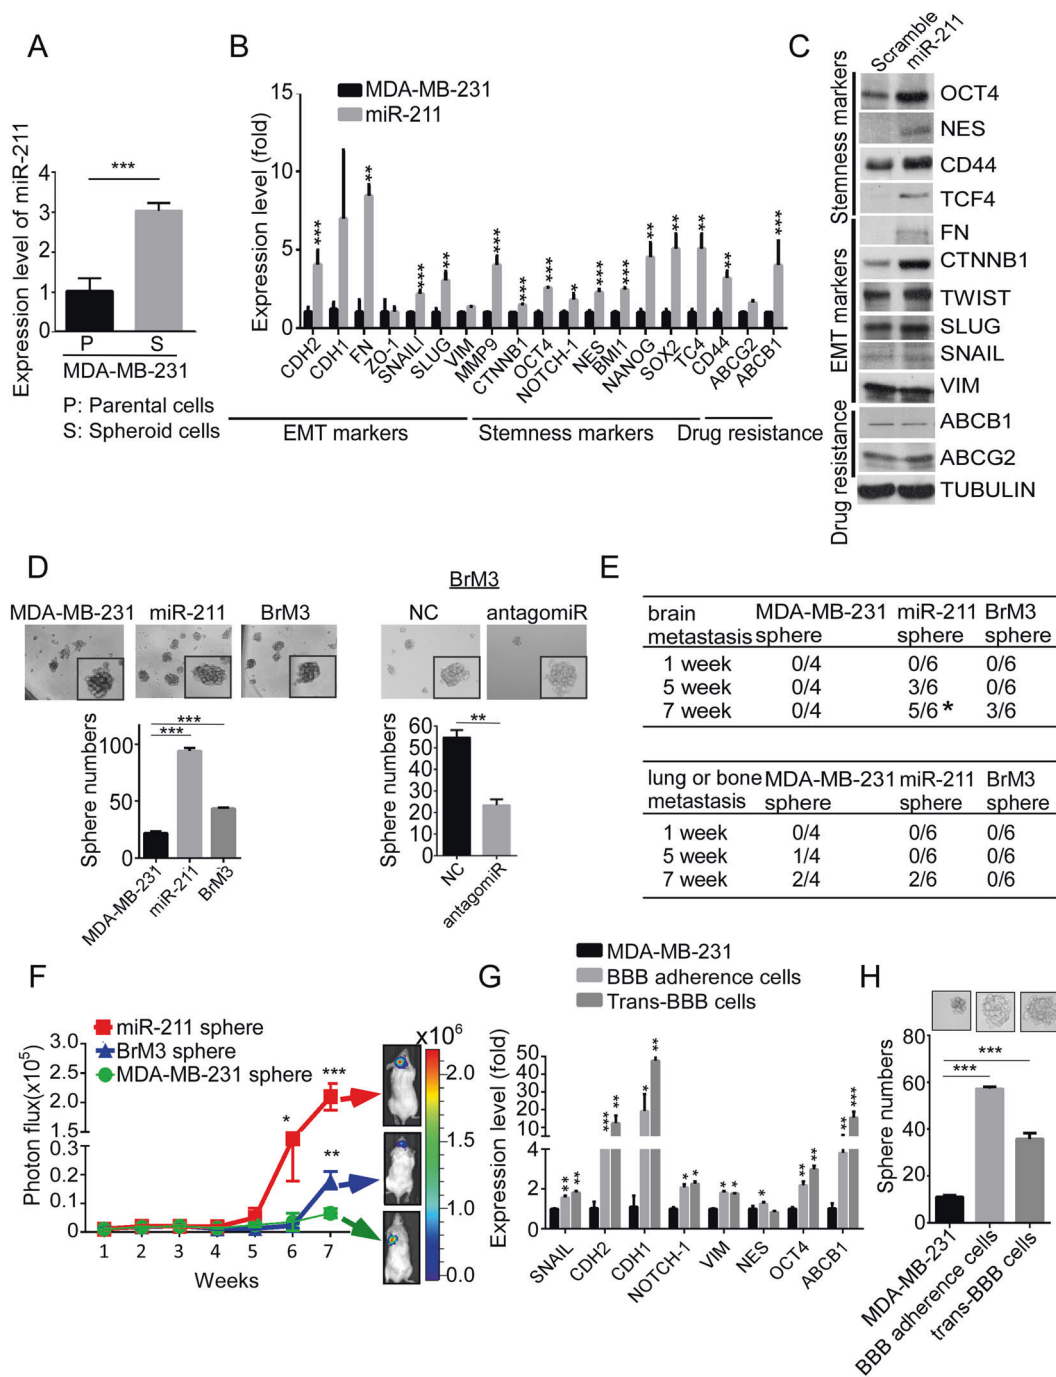 A
Expression level of miR-211
4
3
2
1
0
***
P
S
MDA-MB-231
P: Parental cells
S: Spheroid cells
B
MDA-MB-231
miR-211
Expression level (fold)
15
10
5
0
***
**
***
**
***
***
***
*
***
***
**
**
**
**
***
CDH2
CDH1
FN
ZO-1
SNAILI
SLUG
VIM
MMP9
CTNNB1
OCT4
NOTCH-1
NES
BMI1
NANOG
SOX2
TC4
CD44
ABCG2
ABCB1
EMT markers
Stemness markers
Drug resistance
C
Scramble
miR-211
Stemness markers
OCT4
NES
CD44
TCF4
EMT markers
FN
CTNNB1
TWIST
SLUG
SNAIL
VIM
Drug resistance
ABCB1
ABCG2
TUBULIN
D
MDA-MB-231
miR-211
BrM3
BrM3
NC
antagomiR
Sphere numbers
100
50
0
***
***
MDA-MB-231
miR-211
BrM3
Sphere numbers
60
50
40
30
20
10
0
**
NC
antagomiR
E
brain metastasis MDA-MB-231 sphere miR-211 sphere BrM3 sphere
1 week 0/4 0/6 0/6
5 week 0/4 3/6 0/6
7 week 0/4 5/6 * 3/6
lung or bone metastasis MDA-MB-231 sphere miR-211 sphere BrM3 sphere
1 week 0/4 0/6 0/6
5 week 1/4 0/6 0/6
7 week 2/4 2/6 0/6
F
miR-211 sphere
BrM3 sphere
MDA-MB-231 sphere
Photon flux(x10⁵)
3.0
2.5
2.0
1.5
0.3
0.2
0.1
0
*
***
**
1 2 3 4 5 6 7
Weeks
x10⁶
2.0
1.6
1.0
0.6
0.0
G
MDA-MB-231
BBB adherence cells
Trans-BBB cells
Expression level (fold)
50
40
30
20
10
4
2
0
**
**
***
**
*
**
*
*
*
*
*
**
**
**
***
SNAIL
CDH2
CDH1
NOTCH-1
VIM
NES
OCT4
ABCB1
H
Sphere numbers
80
60
40
20
0
***
***
MDA-MB-231
BBB adherence cells
trans-BBB cells